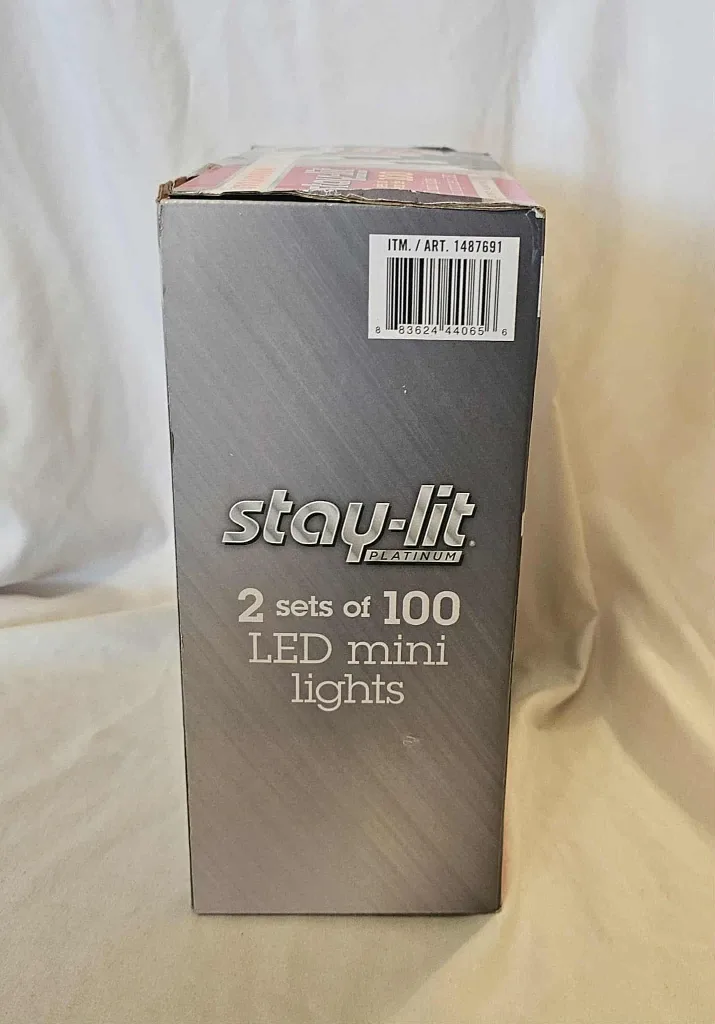 ITM. / ART. 1487691
8 83624 44065 6
stay-lit®
PLATINUM
2 sets of 100
LED mini
lights